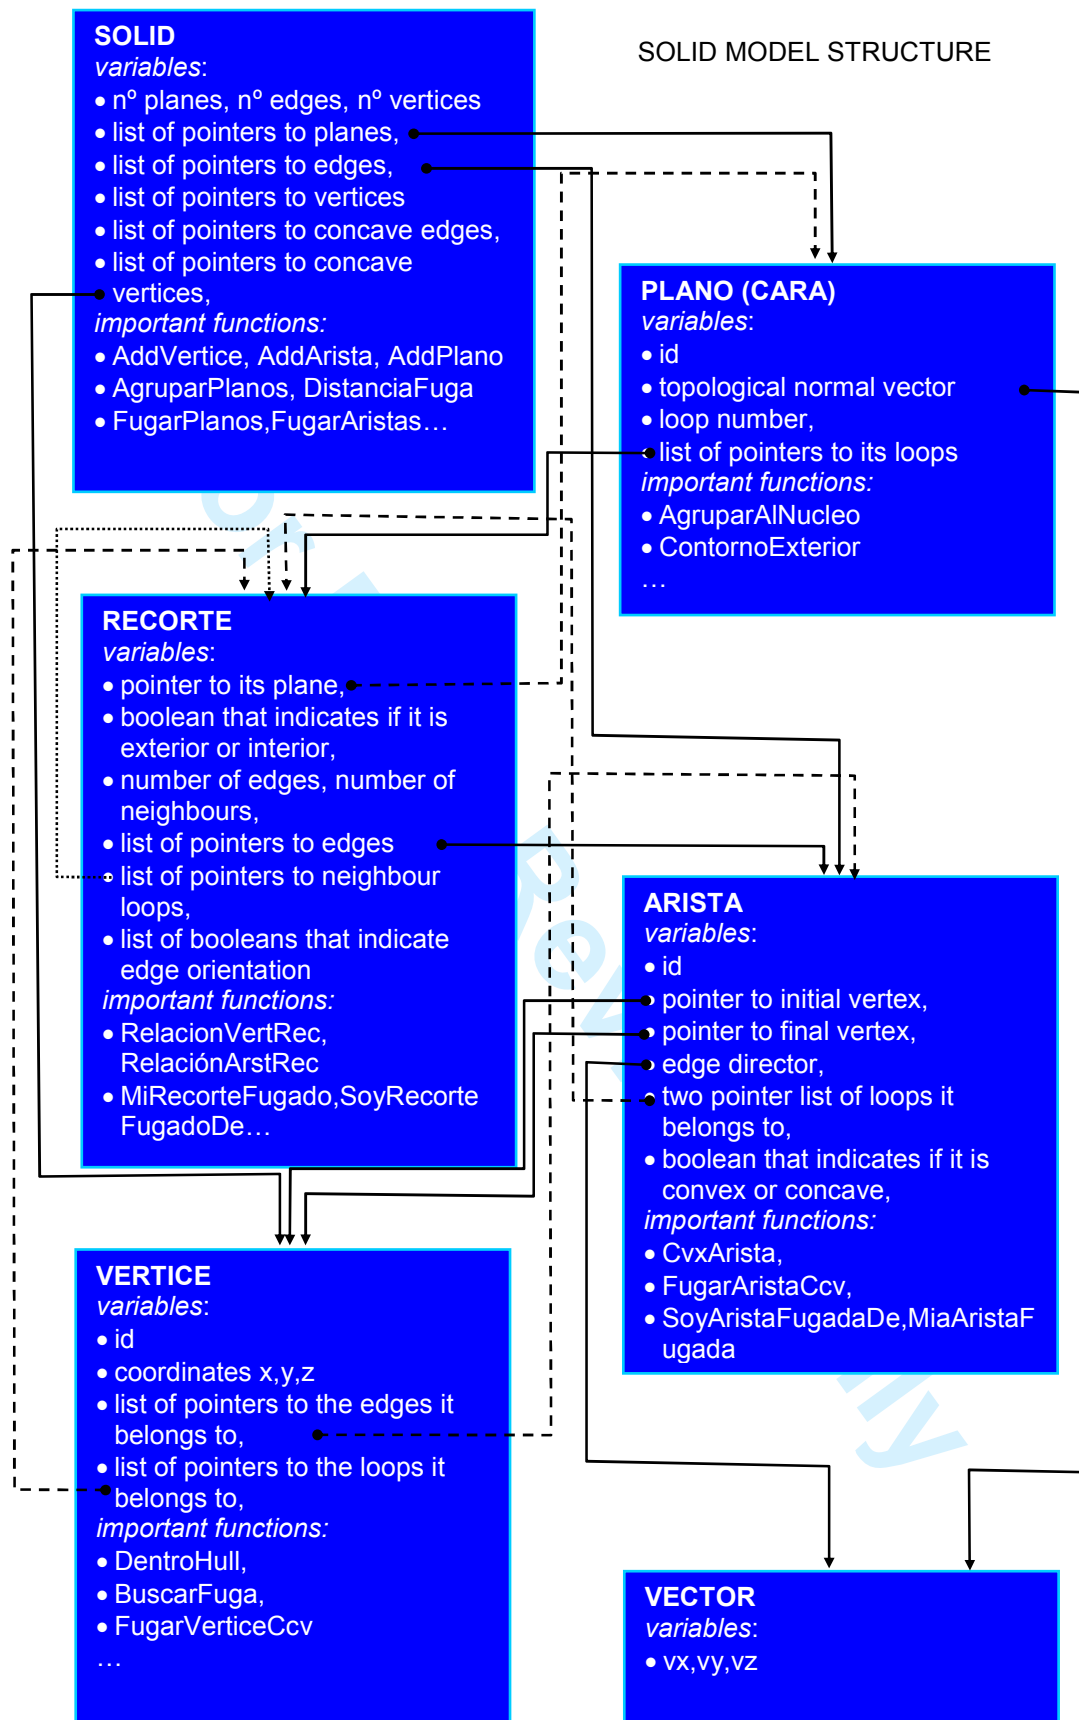 SOLID
variables:
• nº planes, nº edges, nº vertices
• list of pointers to planes,
• list of pointers to edges,
• list of pointers to vertices
• list of pointers to concave edges,
• list of pointers to concave
vertices,
important functions:
• AddVertice, AddArista, AddPlano
• AgruparPlanos, DistanciaFuga
• FugarPlanos,FugarAristas…
SOLID MODEL STRUCTURE
PLANO (CARA)
variables:
• id
• topological normal vector
• loop number,
• list of pointers to its loops
important functions:
• AgruparAlNucleo
• ContornoExterior
…
RECORTE
variables:
• pointer to its plane,
• boolean that indicates if it is
exterior or interior,
• number of edges, number of
neighbours,
• list of pointers to edges
• list of pointers to neighbour
loops,
• list of booleans that indicate
edge orientation
important functions:
• RelacionVertRec,
RelaciónArstRec
• MiRecorteFugado,SoyRecorte
FugadoDe…
ARISTA
variables:
• id
• pointer to initial vertex,
• pointer to final vertex,
• edge director,
• two pointer list of loops it
belongs to,
• boolean that indicates if it is
convex or concave,
important functions:
• CvxArista,
• FugarAristaCcv,
• SoyAristaFugadaDe,MiaAristaF
ugada
VERTICE
variables:
• id
• coordinates x,y,z
• list of pointers to the edges it
belongs to,
• list of pointers to the loops it
belongs to,
important functions:
• DentroHull,
• BuscarFuga,
• FugarVerticeCcv
…
VECTOR
variables:
• vx,vy,vz